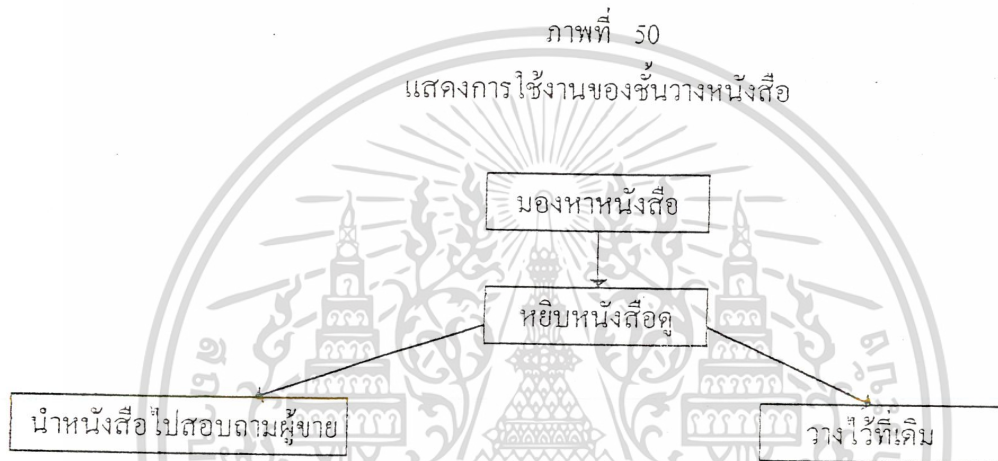 ภาพที่ 50
แสดงการใช้งานของชั้นวางหนังสือ
มองหาหนังสือ
หยิบหนังสือดู
นำหนังสือไปสอบถามผู้ขาย
วางไว้ที่เดิม